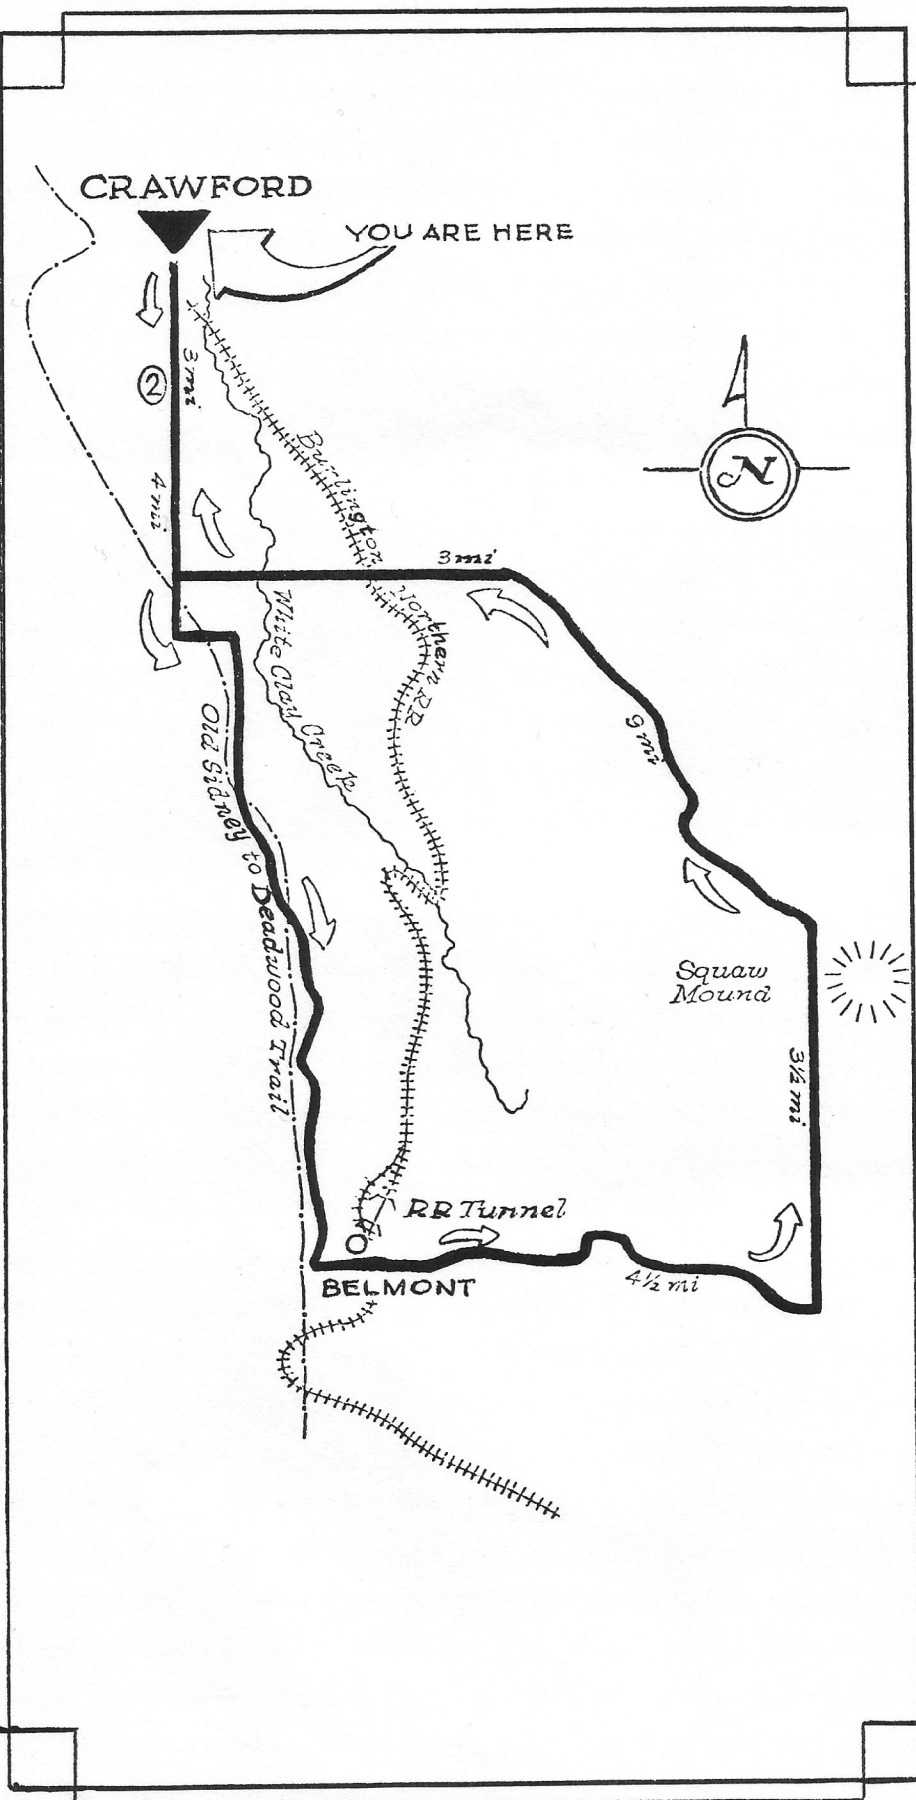 CRAWFORD
YOU ARE HERE
3 mi
2
Burlington
Northern RR
N
4 mi
3 mi
White Clay Creek
6 mi
Old Sidney to Deadwood Trail
Squaw
Mound
3½ mi
RR Tunnel
4½ mi
BELMONT